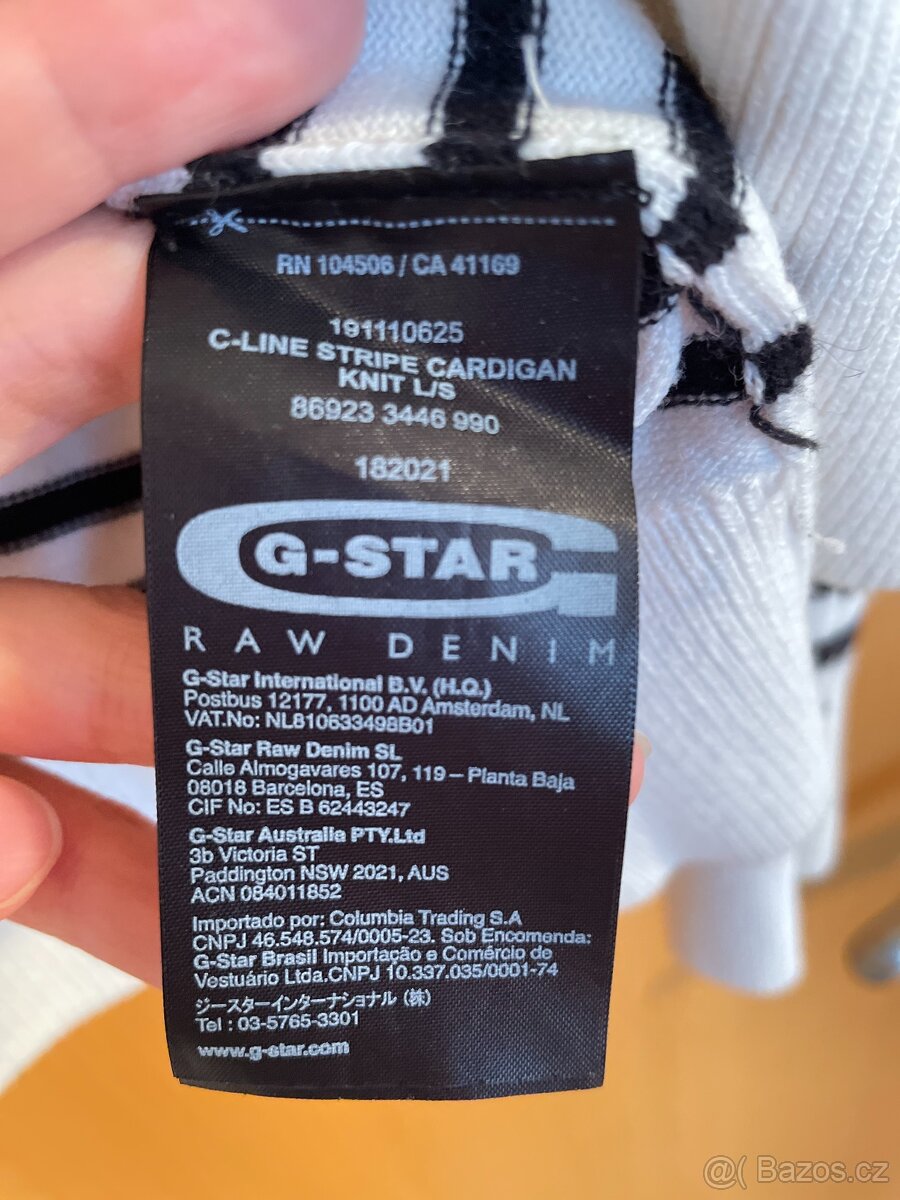 RN 104506 / CA 41169
191110625
C-LINE STRIPE CARDIGAN
KNIT L/S
86923 3446 990
182021
G-STAR
RAW DENIM
G-Star International B.V. (H.Q.)
Postbus 12177, 1100 AD Amsterdam, NL
VAT.No: NL810633498B01
G-Star Raw Denim SL
Calle Almogavares 107, 119 – Planta Baja
08018 Barcelona, ES
CIF No: ES B 62443247
G-Star Australia PTY.Ltd
3b Victoria ST
Paddington NSW 2021, AUS
ACN 084011852
Importado por: Columbia Trading S.A
CNPJ 46.548.574/0005-23. Sob Encomenda:
G-Star Brasil Importação e Comércio de
Vestuário Ltda.CNPJ 10.337.035/0001-74
ジースターインターナショナル (株)
Tel : 03-5765-3301
www.g-star.com
@( Bazos.cz